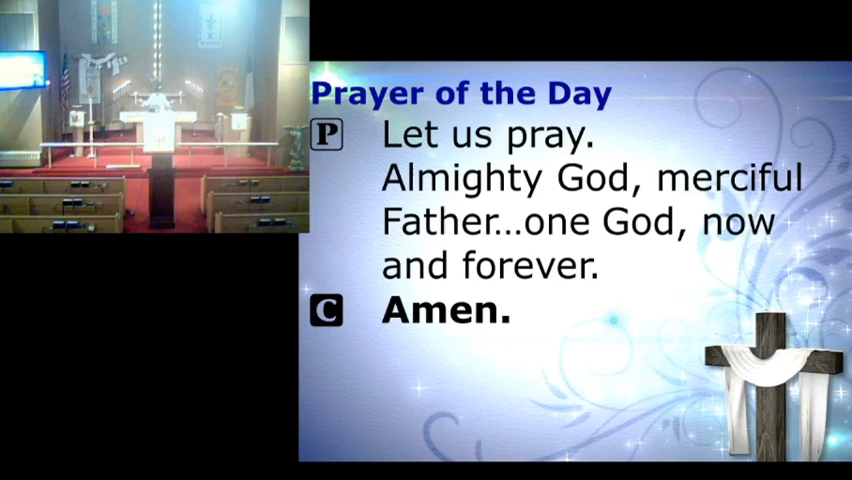 Prayer of the Day
P Let us pray.
Almighty God, merciful
Father...one God, now
and forever.
C Amen.